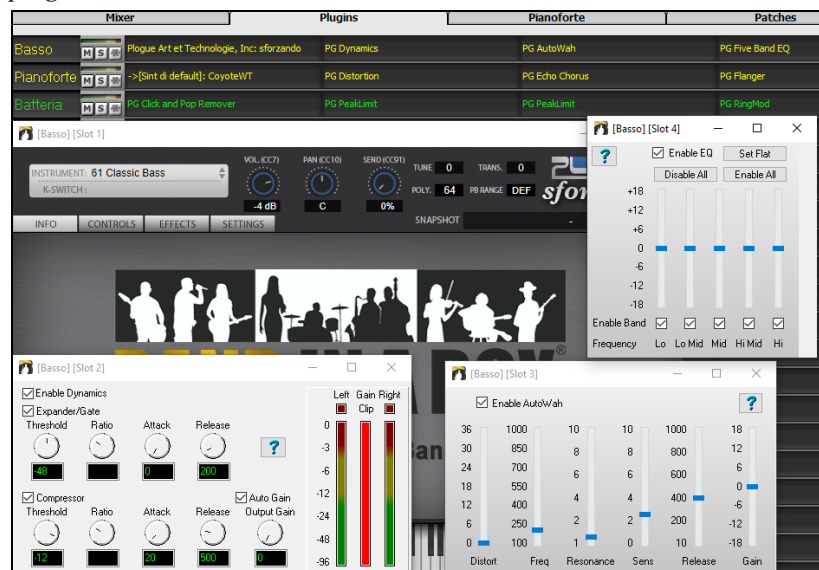 Mixer Plugins Pianoforte Patches
Basso M S Plogue Art et Technologie, Inc: sforzando PG Dynamics PG AutoWah PG Five Band EQ
Pianoforte M S ->[Sint di default]: CoyoteWT PG Distortion PG Echo Chorus PG Flanger
Batteria M S PG Click and Pop Remover PG PeakLimit PG PeakLimit PG RingMod
[Basso] [Slot 1]
INSTRUMENT: 61 Classic Bass
K-SWITCH :
VOL. (CC7) PAN (CC10) SEND (CC91)
-4 dB C 0%
TUNE 0 TRANS. 0
POLY. 64 PB RANGE DEF
SNAPSHOT -
INFO CONTROLS EFFECTS SETTINGS
[Basso] [Slot 4]
? Enable EQ Set Flat
Disable All Enable All
+18
+12
+6
0
-6
-12
-18
Enable Band
Frequency Lo Lo Mid Mid Hi Mid Hi
[Basso] [Slot 2]
Enable Dynamics
Expander/Gate
Threshold Ratio Attack Release
?
-48 0 200
Compressor Auto Gain
Threshold Ratio Attack Release Output Gain
-12 20 500 0
Left Gain Right
Clip
0
-3
-6
-12
-24
-48
-96
[Basso] [Slot 3]
Enable AutoWah ?
36 1000 10 10 1000 18
30 850 8 8 800 12
24 700 6 6 600 6
18 550 4 4 400 0
12 400 2 2 200 -6
6 250 1 0 10 -12
0 100 -18
Distort Freq Resonance Sens Release Gain